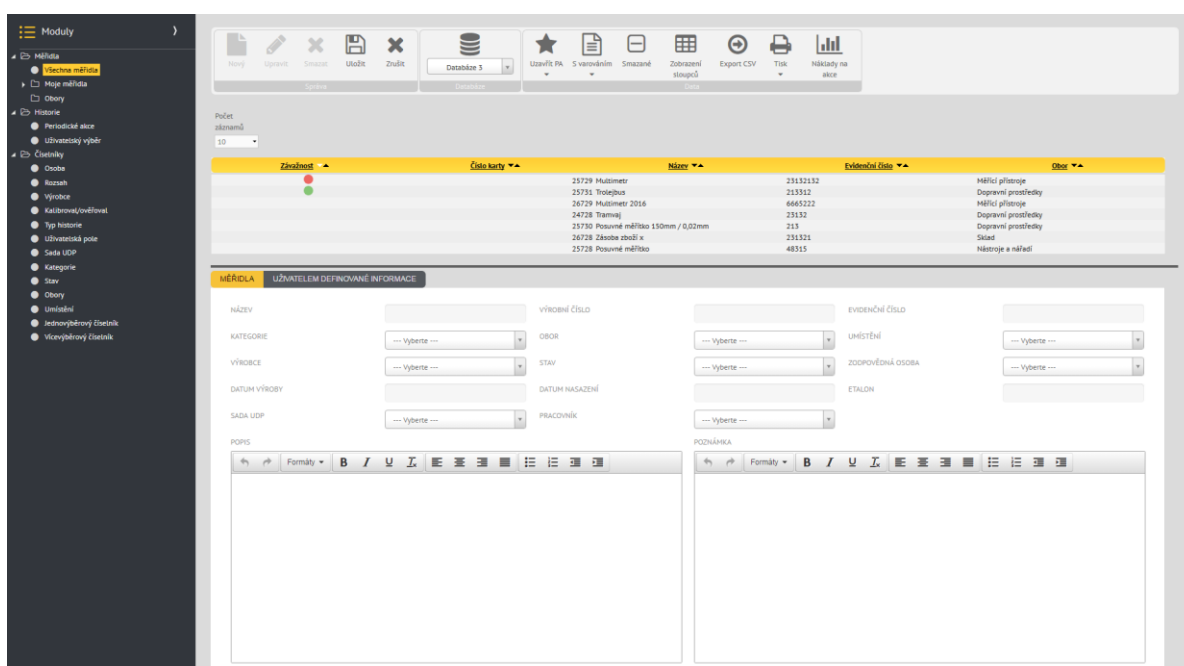 Moduly
Měřidla
Všechna měřidla
Moje měřidla
Obory
Historie
Periodické akce
Uživatelský výběr
Číselníky
Osoba
Rozsah
Výrobce
Kalibroval/ověřoval
Typ historie
Uživatelská pole
Sada UDP
Kategorie
Stav
Obory
Umístění
Jednovýběrový číselník
Vícevýběrový číselník
Nový Upravit Smazat Uložit Zrušit
Správa
Databáze 3
Databáze
Uzavřít PA S varováním Smazané Zobrazení sloupců Export CSV Tisk Náklady na akce
Data
Počet
záznamů
10
Závažnost Číslo karty Název Evidenční číslo Obor
25729 Multimetr 23132132 Měřící přístroje
25731 Trolejbus 213312 Dopravní prostředky
26729 Multimetr 2016 6665222 Měřící přístroje
24728 Tramvaj 23132 Dopravní prostředky
25730 Posuvné měřítko 150mm / 0,02mm 213 Dopravní prostředky
26728 Zásoba zboží x 231321 Sklad
25728 Posuvné měřítko 48315 Nástroje a nářadí
MĚŘIDLA UŽIVATELEM DEFINOVANÉ INFORMACE
NÁZEV VÝROBNÍ ČÍSLO EVIDENČNÍ ČÍSLO
KATEGORIE --- Vyberte --- OBOR --- Vyberte --- UMÍSTĚNÍ --- Vyberte ---
VÝROBCE --- Vyberte --- STAV --- Vyberte --- ZODPOVĚDNÁ OSOBA --- Vyberte ---
DATUM VÝROBY DATUM NASAZENÍ ETALON
SADA UDP --- Vyberte --- PRACOVNÍK --- Vyberte ---
POPIS POZNÁMKA
Formáty B I U Ix Formáty B I U Ix